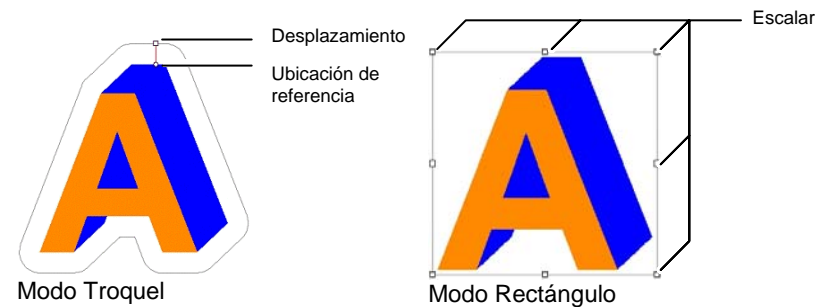 Escalar
Desplazamiento
Ubicación de
referencia
Modo Troquel
Modo Rectángulo